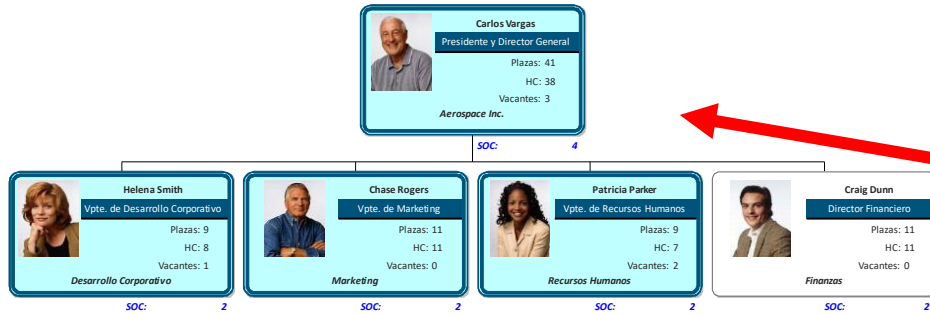 Carlos Vargas
Presidente y Director General
Plazas: 41
HC: 38
Vacantes: 3
Aerospace Inc.
SOC: 4
Helena Smith
Vpte. de Desarrollo Corporativo
Plazas: 9
HC: 8
Vacantes: 1
Desarrollo Corporativo
SOC: 2
Chase Rogers
Vpte. de Marketing
Plazas: 11
HC: 11
Vacantes: 0
Marketing
SOC: 2
Patricia Parker
Vpte. de Recursos Humanos
Plazas: 9
HC: 7
Vacantes: 2
Recursos Humanos
SOC: 2
Craig Dunn
Director Financiero
Plazas: 11
HC: 11
Vacantes: 0
Finanzas
SOC: 2